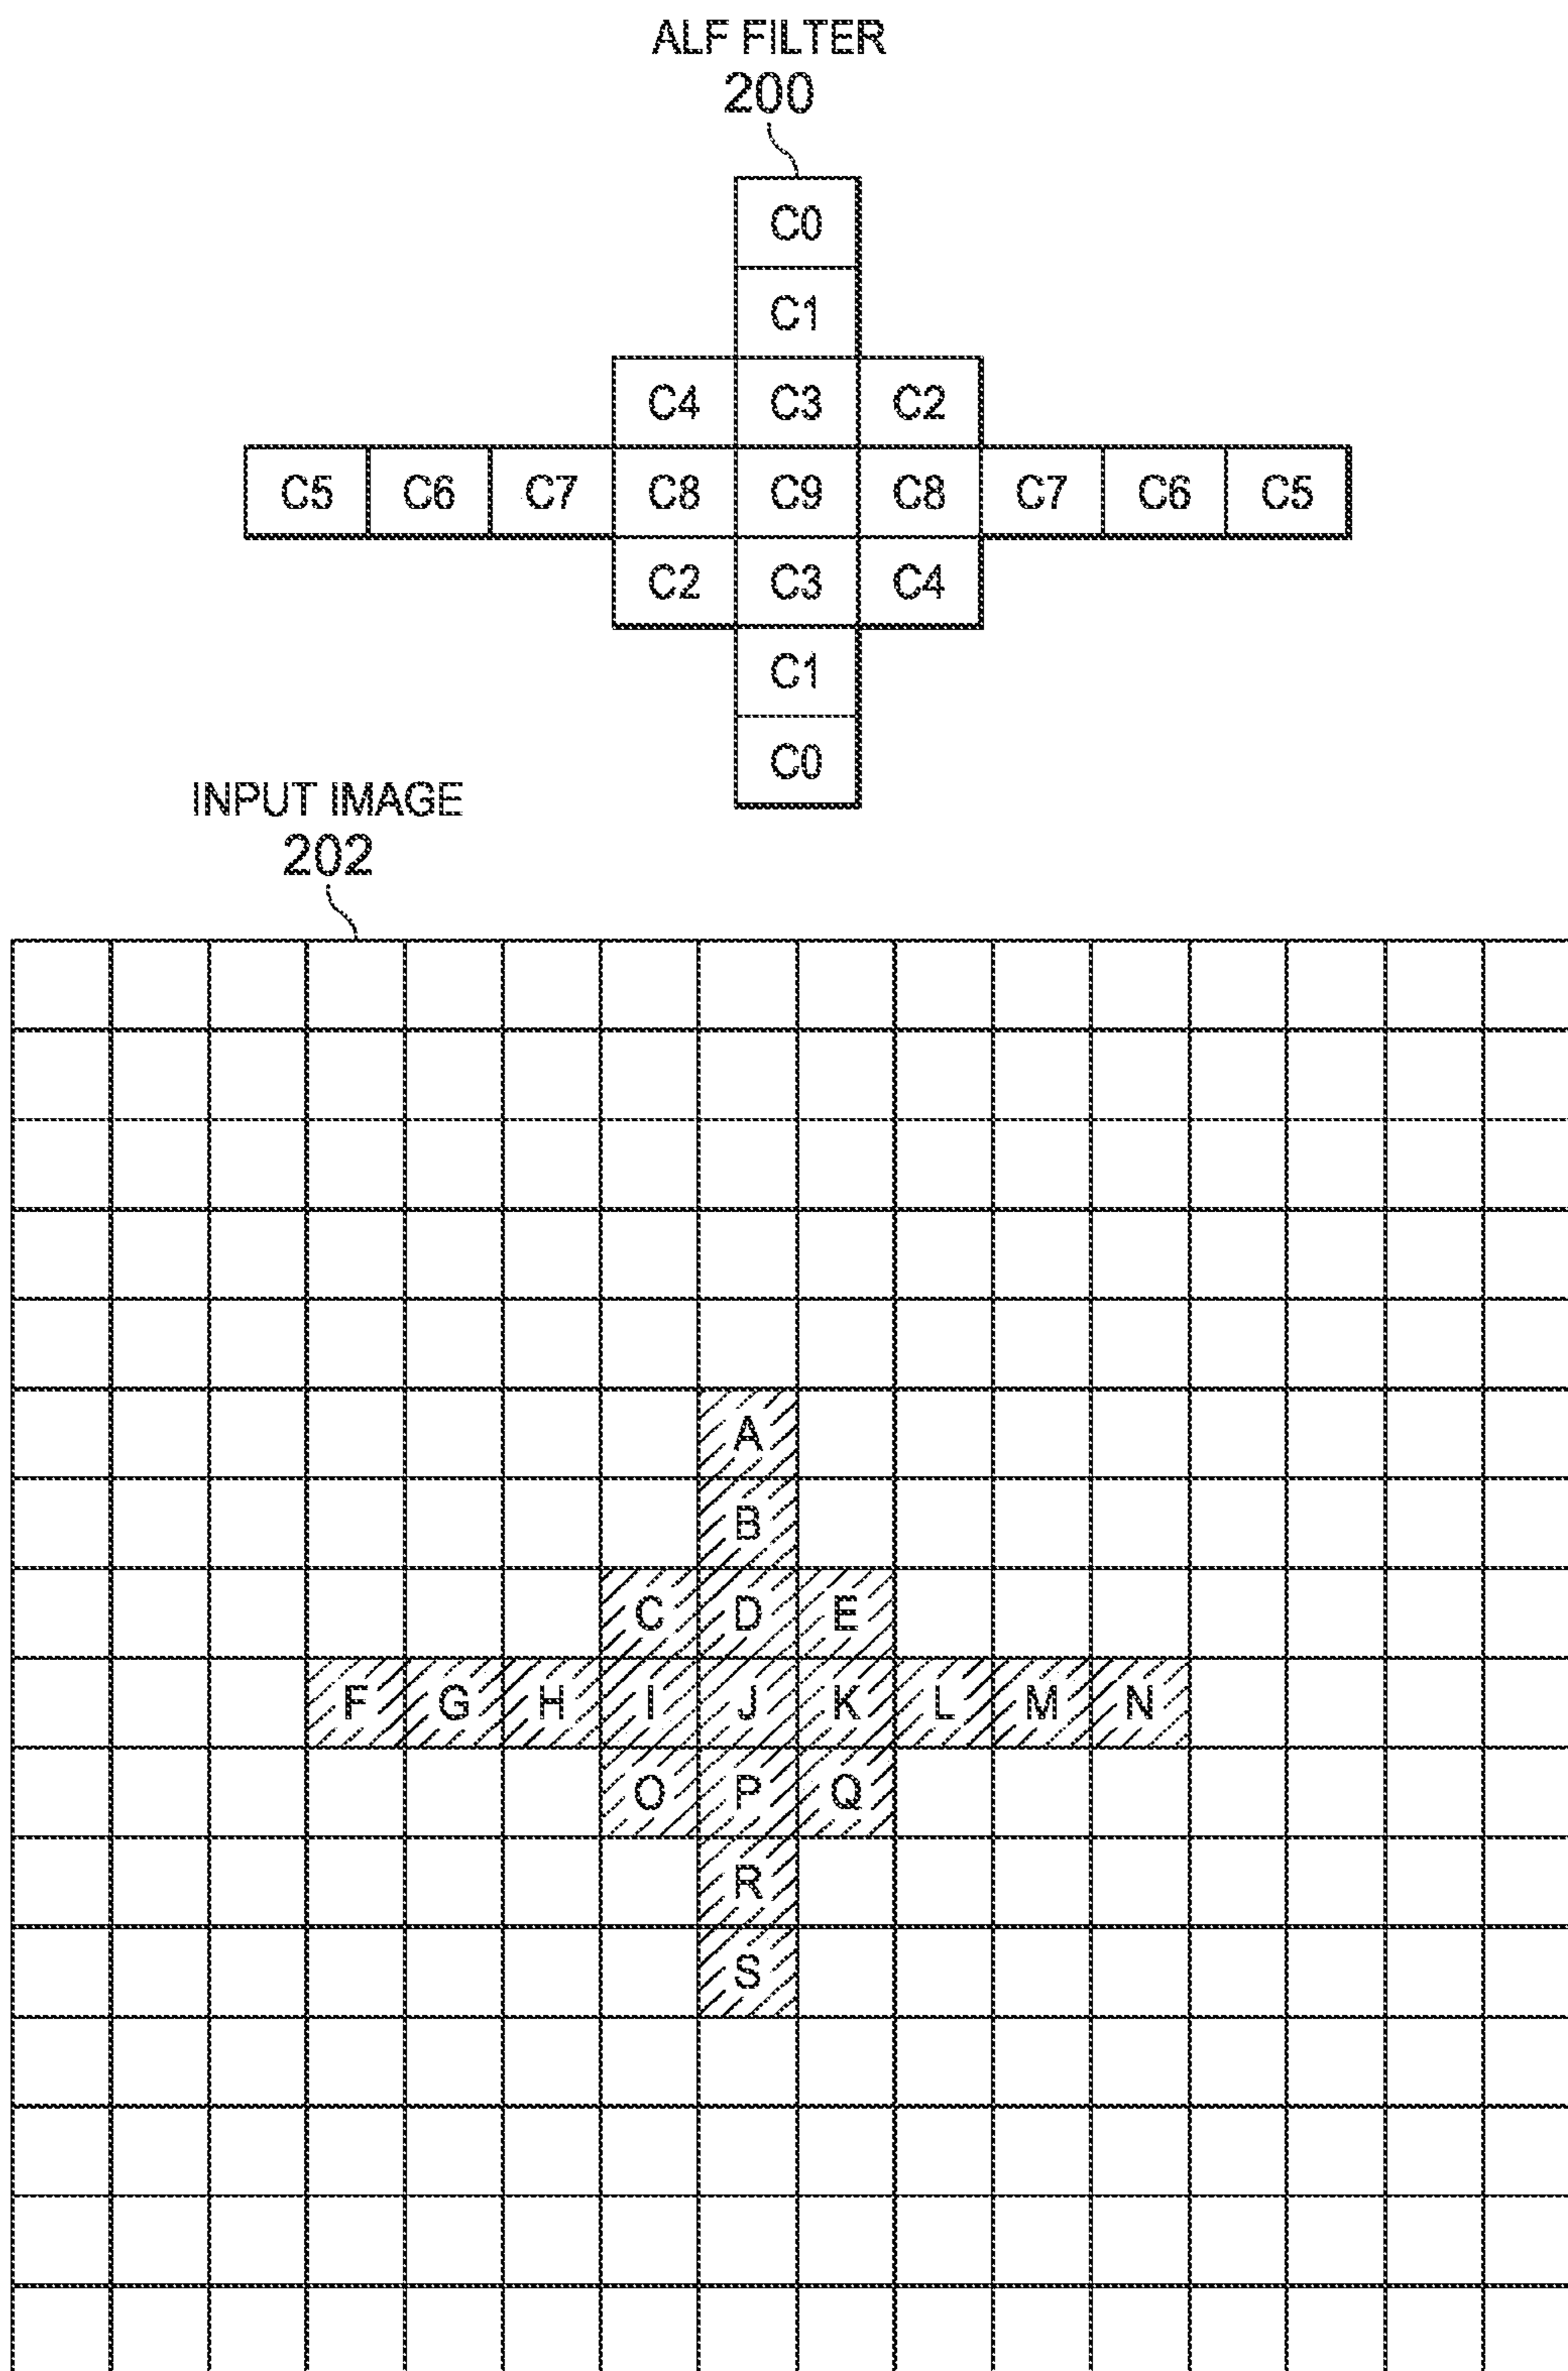 ALF FILTER
200
C0
C1
C4 C3 C2
C5 C6 C7 C8 C9 C8 C7 C6 C5
C2 C3 C4
C1
C0
INPUT IMAGE
202
A
B
C D E
F G H I J K L M N
O P Q
R
S